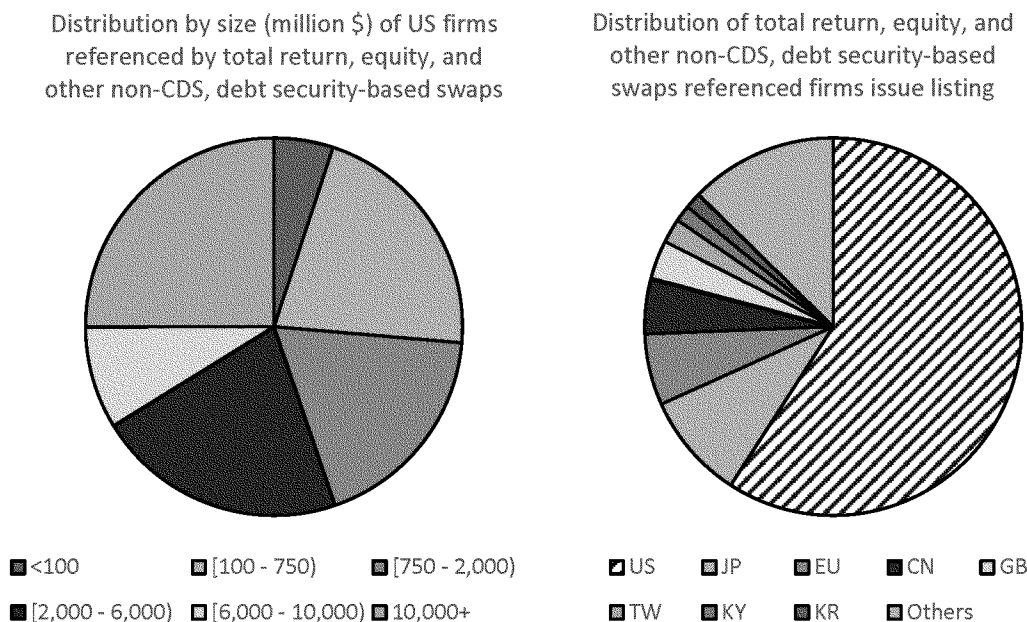 Distribution by size (million $) of US firms
referenced by total return, equity, and
other non-CDS, debt security-based swaps
<100 [100 - 750) [750 - 2,000)
[2,000 - 6,000) [6,000 - 10,000) 10,000+
Distribution of total return, equity, and
other non-CDS, debt security-based
swaps referenced firms issue listing
US JP EU CN GB
TW KY KR Others